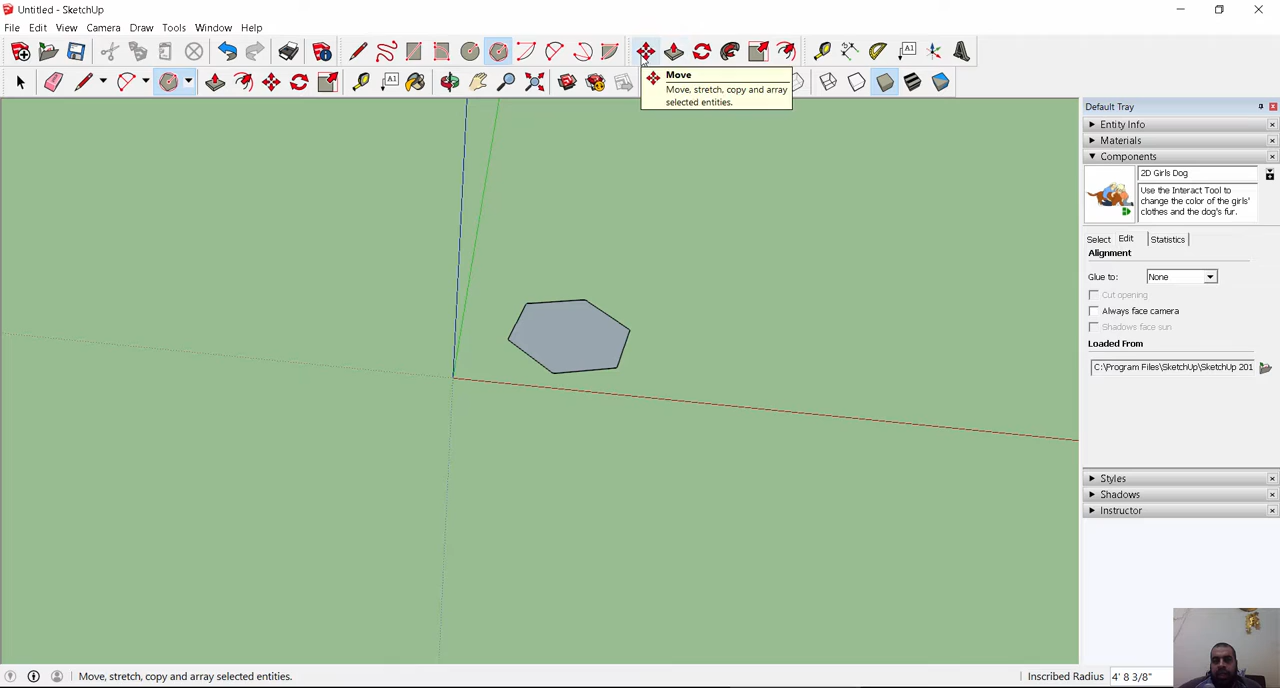 Untitled - SketchUp
File Edit View Camera Draw Tools Window Help
A1
A1
Move
Move, stretch, copy and array
selected entities.
Default Tray
Entity Info
Materials
Components
2D Girls Dog
Use the Interact Tool to
change the color of the girls'
clothes and the dog's fur.
Select Edit Statistics
Alignment
Glue to: None
Cut opening
Always face camera
Shadows face sun
Loaded From
C:\Program Files\SketchUp\SketchUp 201
Styles
Shadows
Instructor
Move, stretch, copy and array selected entities.
Inscribed Radius 4' 8 3/8"